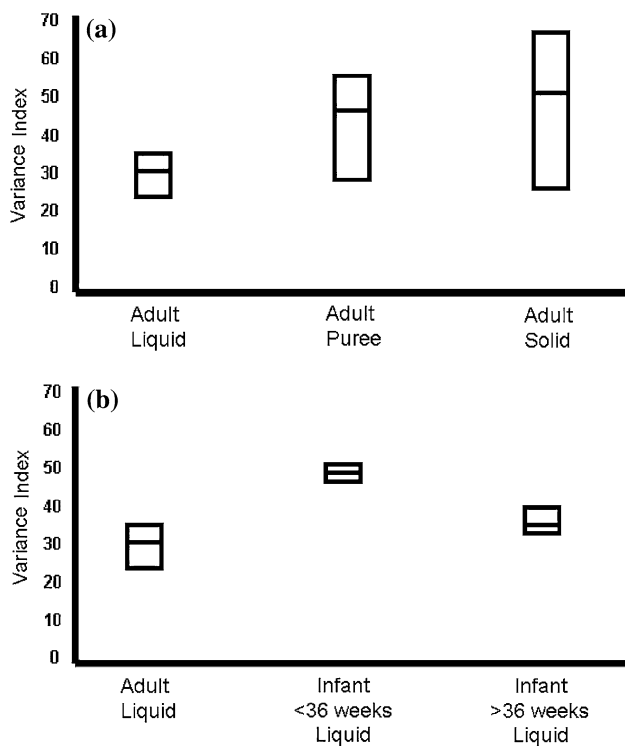 (a)
Variance Index
70
60
50
40
30
20
10
0
Adult
Liquid
Adult
Puree
Adult
Solid
(b)
Variance Index
70
60
50
40
30
20
10
0
Adult
Liquid
Infant
<36 weeks
Liquid
Infant
>36 weeks
Liquid